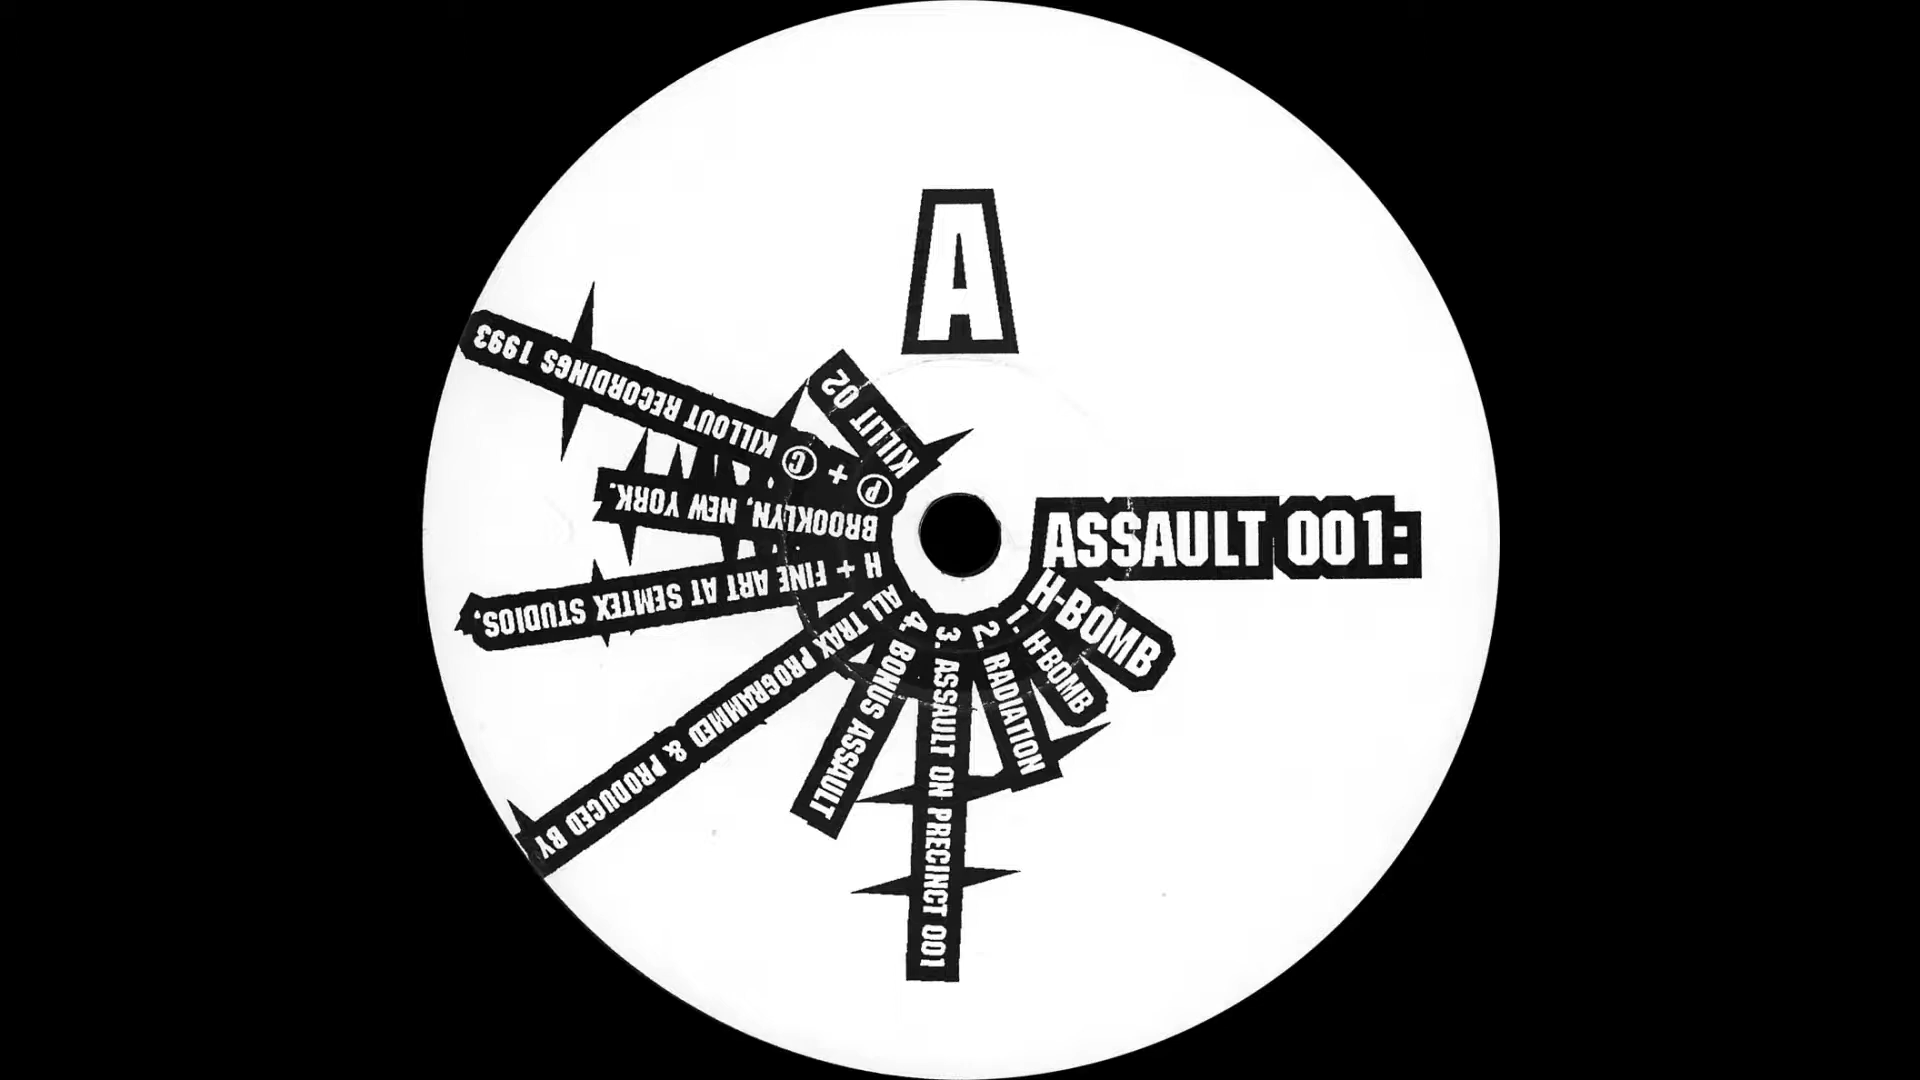 A
ASSAULT 001:
H-BOMB
1. H-BOMB
2. RADIATION
3. ASSAULT ON PRECINCT 001
4. BONUS ASSAULT
ALL TRAX PROGRAMMED & PRODUCED BY
H + FINE ART AT SEMTEX STUDIOS,
BROOKLYN, NEW YORK.
Ⓟ + Ⓒ KILLOUT RECORDINGS 1993
KILLIT 02